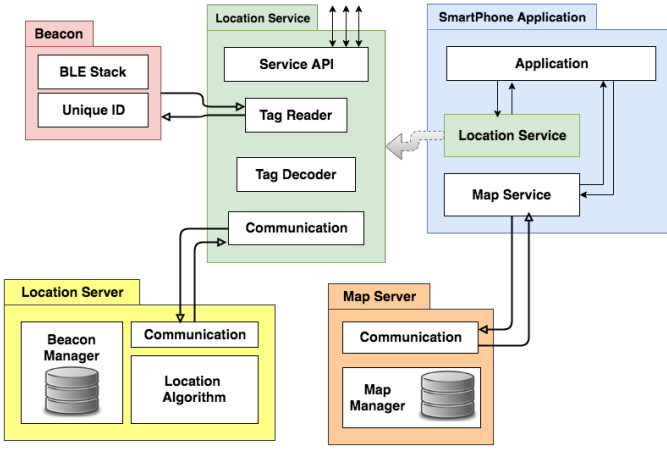 Beacon
BLE Stack
Unique ID
Location Service
Service API
Tag Reader
Tag Decoder
Communication
SmartPhone Application
Application
Location Service
Map Service
Location Server
Beacon
Manager
Communication
Location
Algorithm
Map Server
Communication
Map
Manager